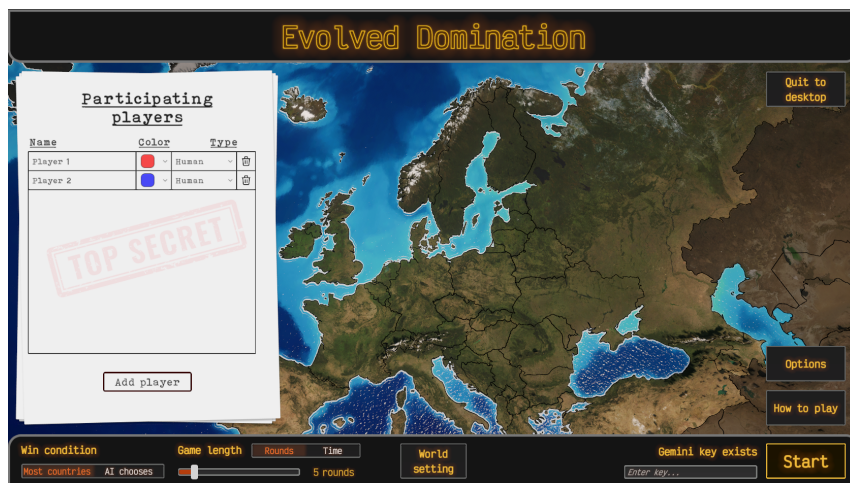 Evolved Domination
Quit to
desktop
Participating
players
Name Color Type
Player 1 Human
Player 2 Human
TOP SECRET
Add player
Options
How to play
Win condition
Most countries AI chooses
Game length Rounds Time
5 rounds
World
setting
Gemini key exists
Enter key...
Start